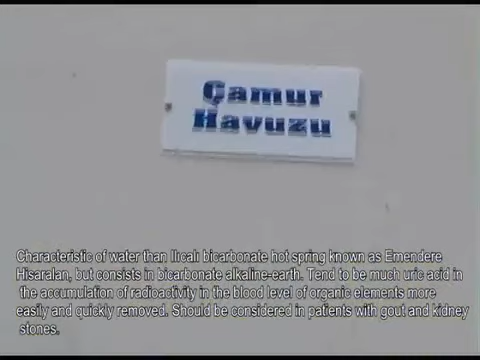 Çamur
Havuzu
Characteristic of water than Ilıcalı bicarbonate hot spring known as Emendere
Hisaralan, but consists in bicarbonate alkaline-earth. Tend to be much uric acid in
the accumulation of radioactivity in the blood level of organic elements more
easily and quickly removed. Should be considered in patients with gout and kidney
stones.